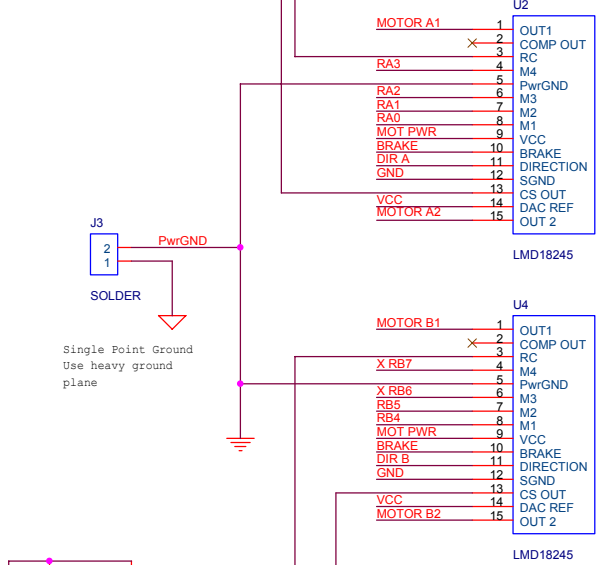 U2
MOTOR A1 1 OUT1
2 COMP OUT
3 RC
RA3 4 M4
5 PwrGND
RA2 6 M3
RA1 7 M2
RA0 8 M1
MOT PWR 9 VCC
BRAKE 10 BRAKE
DIR A 11 DIRECTION
GND 12 SGND
13 CS OUT
VCC 14 DAC REF
MOTOR A2 15 OUT 2
LMD18245
J3
2 PwrGND
1
SOLDER
Single Point Ground
Use heavy ground
plane
U4
MOTOR B1 1 OUT1
2 COMP OUT
3 RC
X RB7 4 M4
5 PwrGND
X RB6 6 M3
RB5 7 M2
RB4 8 M1
MOT PWR 9 VCC
BRAKE 10 BRAKE
DIR B 11 DIRECTION
GND 12 SGND
13 CS OUT
VCC 14 DAC REF
MOTOR B2 15 OUT 2
LMD18245